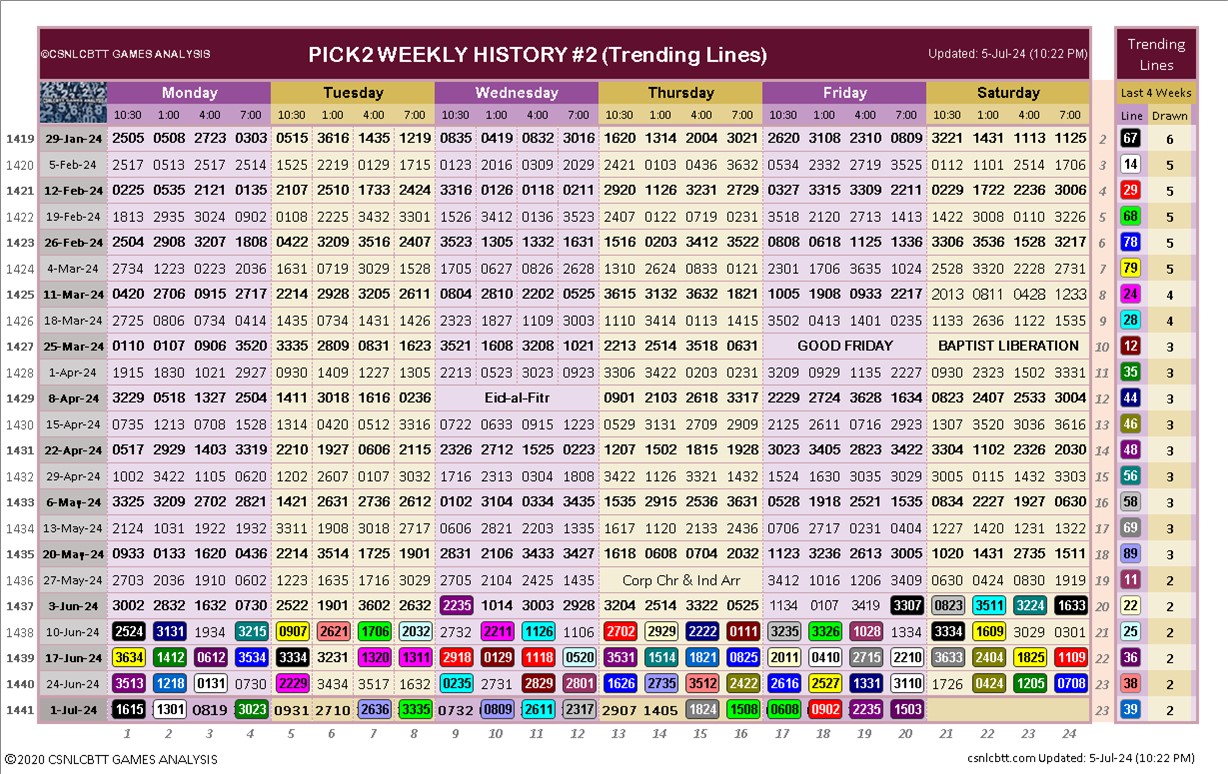 ©CSNLCBTT GAMES ANALYSIS PICK2 WEEKLY HISTORY #2 (Trending Lines) Updated: 5-Jul-24 (10:22 PM) Trending Lines
Monday Tuesday Wednesday Thursday Friday Saturday Last 4 Weeks
10:30 1:00 4:00 7:00 10:30 1:00 4:00 7:00 10:30 1:00 4:00 7:00 10:30 1:00 4:00 7:00 10:30 1:00 4:00 7:00 10:30 1:00 4:00 7:00 Line Drawn
1419 29-Jan-24 2505 0508 2723 0303 0515 3616 1435 1219 0835 0419 0832 3016 1620 1314 2004 3021 2620 3108 2310 0809 3221 1431 1113 1125 2 67 6
1420 5-Feb-24 2517 0513 2517 2514 1525 2219 0129 1715 0123 2016 0309 2029 2421 0103 0436 3632 0534 2332 2719 3525 0112 1101 2514 1706 3 14 5
1421 12-Feb-24 0225 0535 2121 0135 2107 2510 1733 2424 3316 0126 0118 0211 2920 1126 3231 2729 0327 3315 3309 2211 0229 1722 2236 3006 4 29 5
1422 19-Feb-24 1813 2935 3024 0902 0108 2225 3432 3301 1526 3412 0136 3523 2407 0122 0719 0231 3518 2120 2713 1413 1422 3008 0110 3226 5 68 5
1423 26-Feb-24 2504 2908 3207 1808 0422 3209 3516 2407 3523 1305 1332 1631 1516 0203 3412 3522 0808 0618 1125 1336 3306 3536 1528 3217 6 78 5
1424 4-Mar-24 2734 1223 0223 2036 1631 0719 3029 1523 1705 0627 0826 2628 1310 2624 0833 0121 2301 1706 3635 1024 2528 3320 2228 2731 7 79 5
1425 11-Mar-24 0420 2706 0915 2717 2214 2928 3205 2617 0804 2810 2202 0525 3615 3132 3632 1821 1005 1908 0933 2217 2013 0811 0428 1233 8 24 4
1426 18-Mar-24 2725 0806 0734 0414 1435 0734 1431 1420 2323 1827 1109 3003 1110 3414 0113 1415 3502 0413 1401 0235 1133 2636 1122 1535 9 28 4
1427 25-Mar-24 0110 0107 0906 3520 3335 2809 0831 1623 3521 1608 3208 1021 2213 2514 3518 0631 GOOD FRIDAY BAPTIST LIBERATION 10 12 3
1428 1-Apr-24 1915 1830 1021 2927 0930 1409 1227 1305 2213 0523 3023 0923 3306 3422 0203 0231 3209 0929 1135 2227 0930 2323 1502 3331 11 35 3
1429 8-Apr-24 3229 0518 1327 2504 1411 3018 1616 0236 Eid-al-Fitr 0901 2103 2618 3317 2229 2724 3628 1634 0823 2407 2533 3004 12 44 3
1430 15-Apr-24 0735 1213 0708 1528 1314 0420 0512 3316 0722 0633 0915 1223 0529 3131 2709 2909 2125 2611 0716 2923 1307 3520 3036 3616 13 46 3
1431 22-Apr-24 0517 2929 1403 3319 2210 1927 0606 2119 2326 2713 1525 0223 1207 1502 1815 1928 3023 3405 2823 3422 3304 1102 2326 2030 14 48 3
1432 29-Apr-24 1002 3422 1105 0620 1202 2607 0107 3035 1716 2315 0304 1808 3422 1126 3321 1432 1524 1630 3035 3029 3005 0115 1432 3303 15 56 3
1433 6-May-24 3325 3209 2702 2821 1421 2631 2736 2612 0102 3104 0334 3435 1535 2915 2536 3631 0528 1918 2521 1535 0834 2227 1927 0630 16 58 3
1434 13-May-24 2124 1031 1922 1932 3311 1908 3018 2717 0606 2821 2203 1335 1617 1120 2133 2436 0706 2717 0231 0404 1227 1420 1231 1322 17 69 3
1435 20-May-24 0933 0133 1620 0436 2214 3514 1725 1901 2831 2106 3433 3427 1618 0608 0704 2032 1123 3236 2613 3005 1020 1431 2735 1511 18 89 3
1436 27-May-24 2703 2036 1910 0602 1223 1635 1716 3029 2705 2104 2425 1435 Corp Chr & Ind Arr 3412 1016 1206 3409 0630 0424 0830 1919 19 11 2
1437 3-Jun-24 3002 2832 1632 0730 2522 1901 3602 2632 2235 1014 3003 2928 3204 2514 3322 0525 1134 0107 3419 3307 0823 3511 3224 1633 20 22 2
1438 10-Jun-24 2524 3131 1934 3215 0907 2621 1706 2032 2732 2211 1126 1106 2702 2929 2222 0111 3235 3326 1028 1334 3334 1609 3029 0301 21 25 2
1439 17-Jun-24 3634 1412 0612 3534 3334 3231 1320 1311 2918 0129 1118 0520 3531 1514 1821 0825 2011 0410 2715 2210 3633 2404 1825 1109 22 36 2
1440 24-Jun-24 3513 1218 0131 0730 2229 3434 3517 1632 0235 2731 2829 2801 1626 2735 3512 2422 2616 2527 1331 3110 1726 0424 1205 0708 23 38 2
1441 1-Jul-24 1615 1301 0819 3023 0931 2710 2636 3335 0732 0809 2611 2317 2907 1405 1824 1508 0608 0902 2235 1503 23 39 2
1 2 3 4 5 6 7 8 9 10 11 12 13 14 15 16 17 18 19 20 21 22 23 24
©2020 CSNLCBTT GAMES ANALYSIS csnlcbtt.com Updated: 5-Jul-24 (10:22 PM)